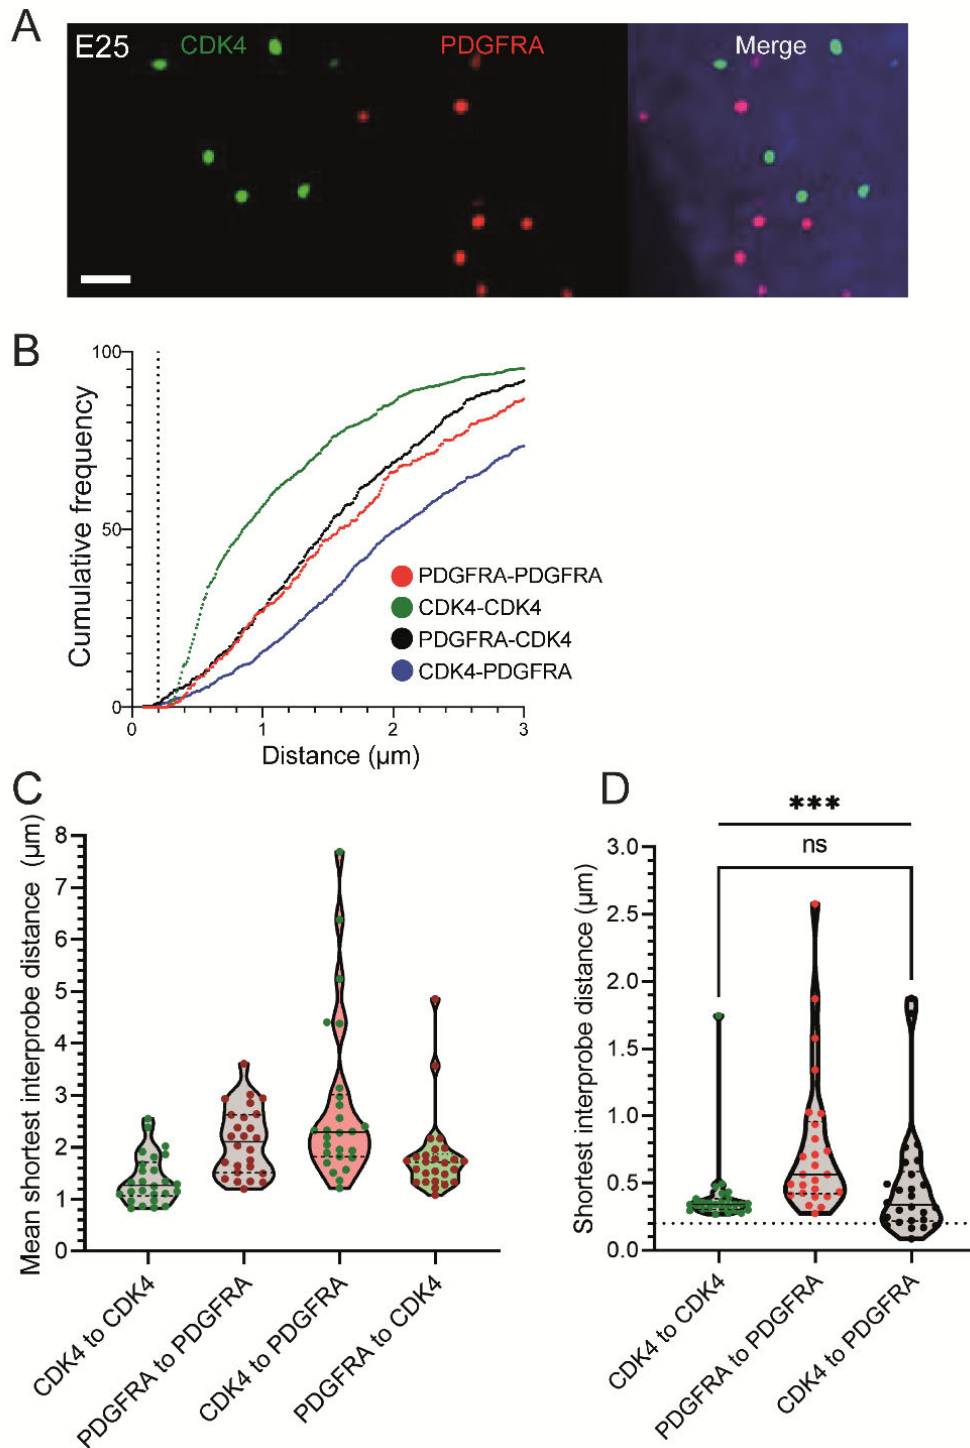 A
E25 CDK4 PDGFRA Merge
B
100
50
0
Cumulative frequency
PDGFRA-PDGFRA
CDK4-CDK4
PDGFRA-CDK4
CDK4-PDGFRA
0 1 2 3
Distance (µm)
C
8
7
6
5
4
3
2
1
0
Mean shortest interprobe distance (µm)
CDK4 to CDK4
PDGFRA to PDGFRA
CDK4 to PDGFRA
PDGFRA to CDK4
D
***
ns
3.0
2.5
2.0
1.5
1.0
0.5
0.0
Shortest interprobe distance (µm)
CDK4 to CDK4
PDGFRA to PDGFRA
CDK4 to PDGFRA